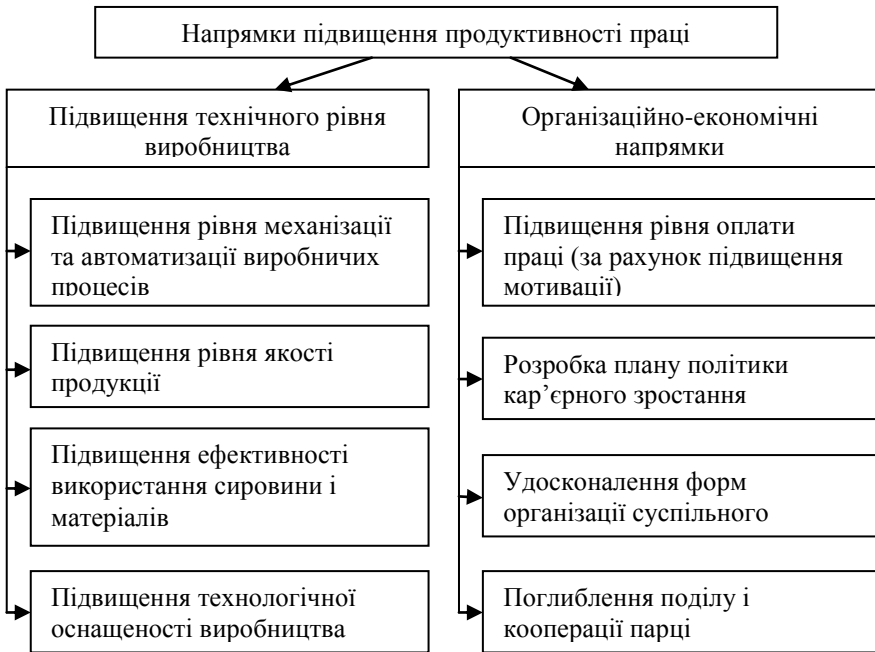 Напрямки підвищення продуктивності праці
Підвищення технічного рівня
виробництва
Підвищення рівня механізації
та автоматизації виробничих
процесів
Підвищення рівня якості
продукції
Підвищення ефективності
використання сировини і
матеріалів
Підвищення технологічної
оснащеності виробництва
Організаційно-економічні
напрямки
Підвищення рівня оплати
праці (за рахунок підвищення
мотивації)
Розробка плану політики
кар’єрного зростання
Удосконалення форм
організації суспільного
Поглиблення поділу і
кооперації парці